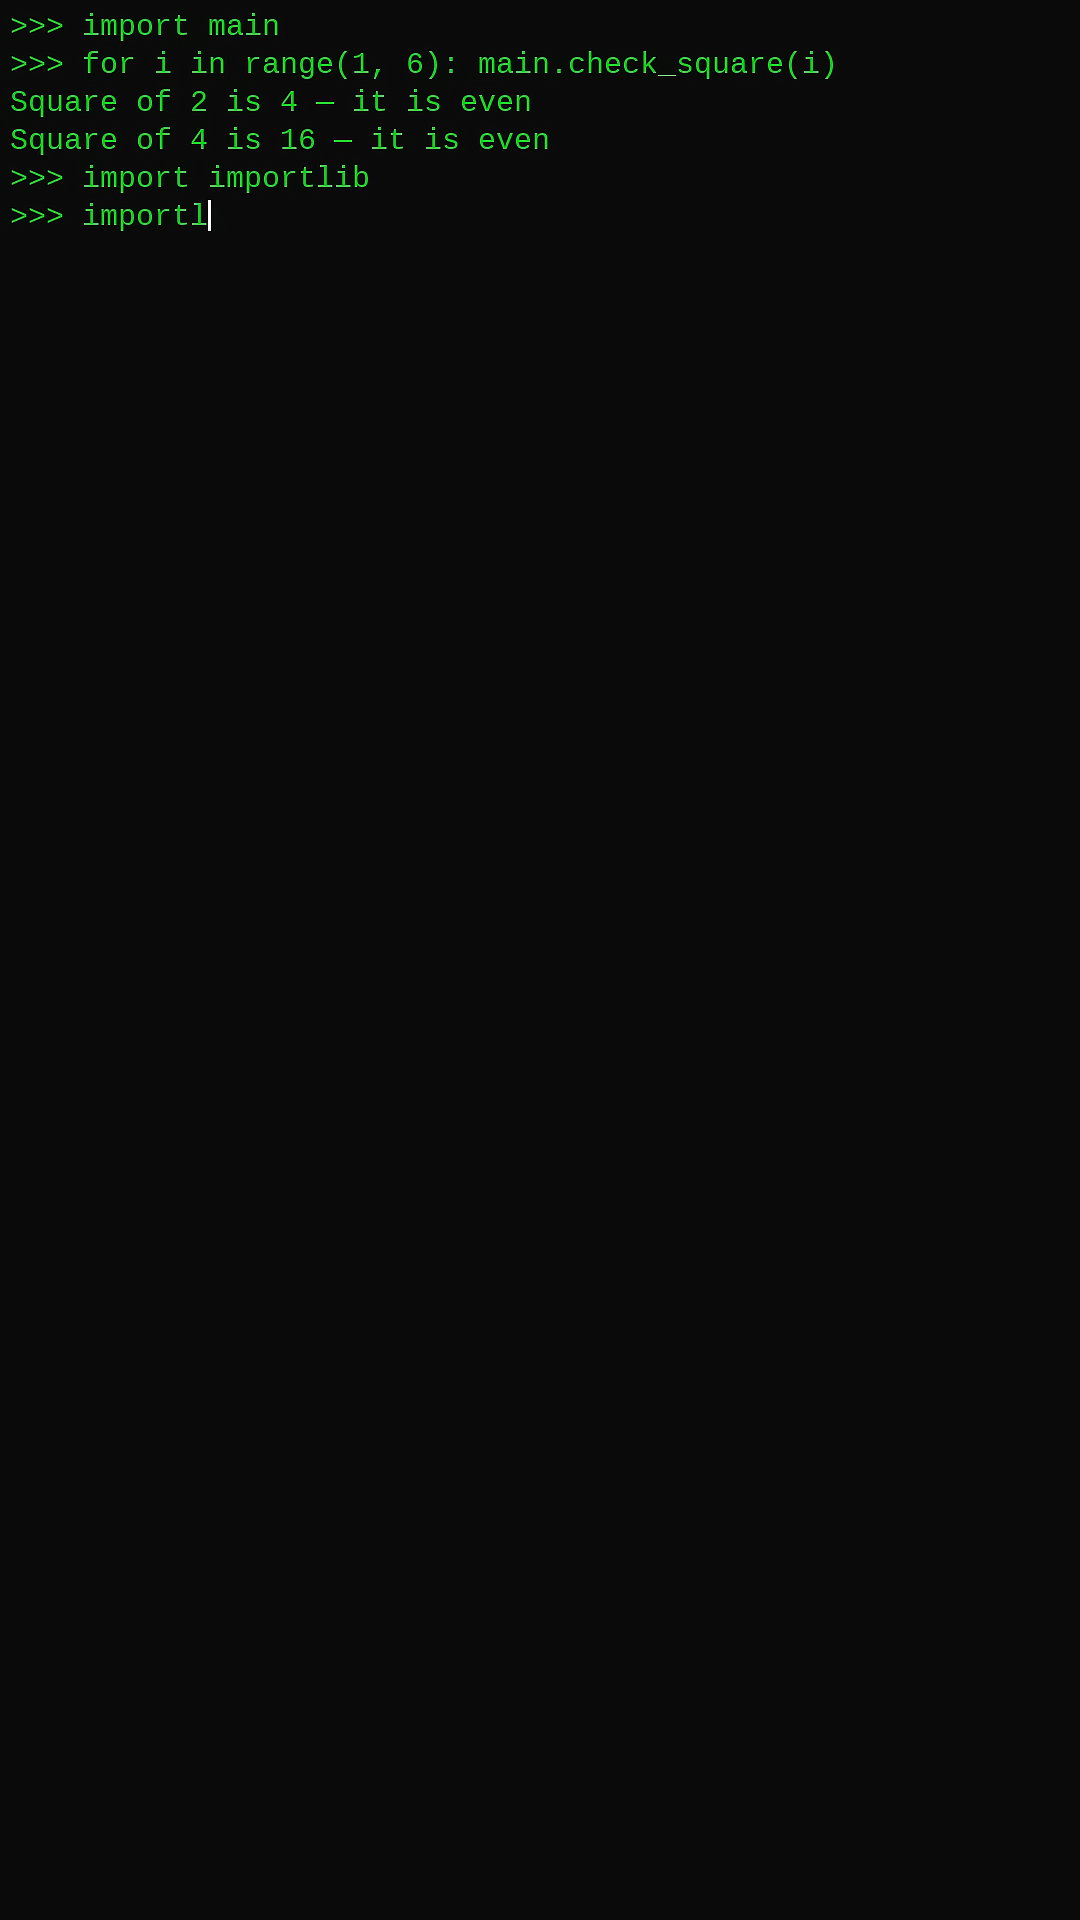 >>> import main
>>> for i in range(1, 6): main.check_square(i)
Square of 2 is 4 — it is even
Square of 4 is 16 — it is even
>>> import importlib
>>> importl